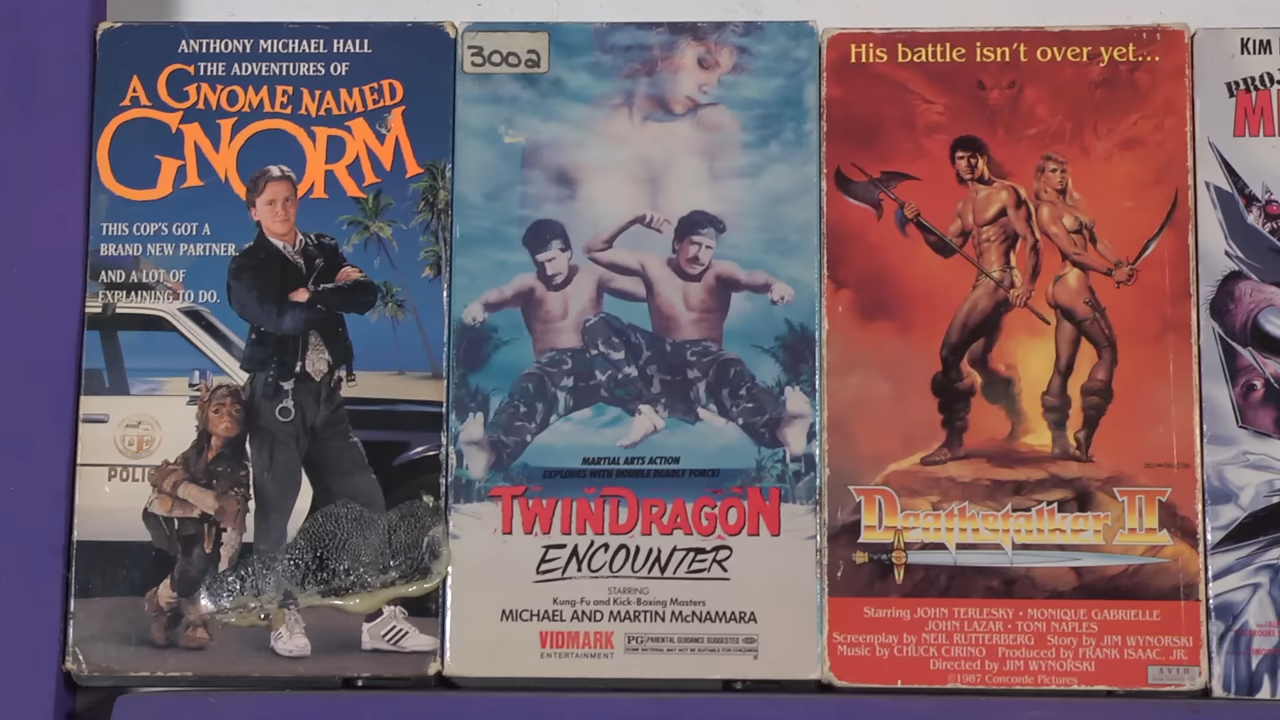 ANTHONY MICHAEL HALL
THE ADVENTURES OF
A GNOME NAMED
GNORM
THIS COP'S GOT A
BRAND NEW PARTNER.
AND A LOT OF
EXPLAINING TO DO.
3002
MARTIAL ARTS ACTION
EXPLODES WITH DOUBLE DEADLY FORCE!
TWIN DRAGON
ENCOUNTER
STARRING
Kung-Fu and Kick-Boxing Masters
MICHAEL AND MARTIN McNAMARA
VIDMARK
ENTERTAINMENT
PG PARENTAL GUIDANCE SUGGESTED
SOME MATERIAL MAY NOT BE SUITABLE FOR CHILDREN
His battle isn't over yet...
Deathstalker II
Starring JOHN TERLESKY • MONIQUE GABRIELLE
JOHN LAZAR • TONI NAPLES
Screenplay by NEIL RUTTERBERG Story by JIM WYNORSKI
Music by CHUCK CIRINO Produced by FRANK ISAAC, JR.
Directed by JIM WYNORSKI
©1987 Concorde Pictures
AVID
KIM